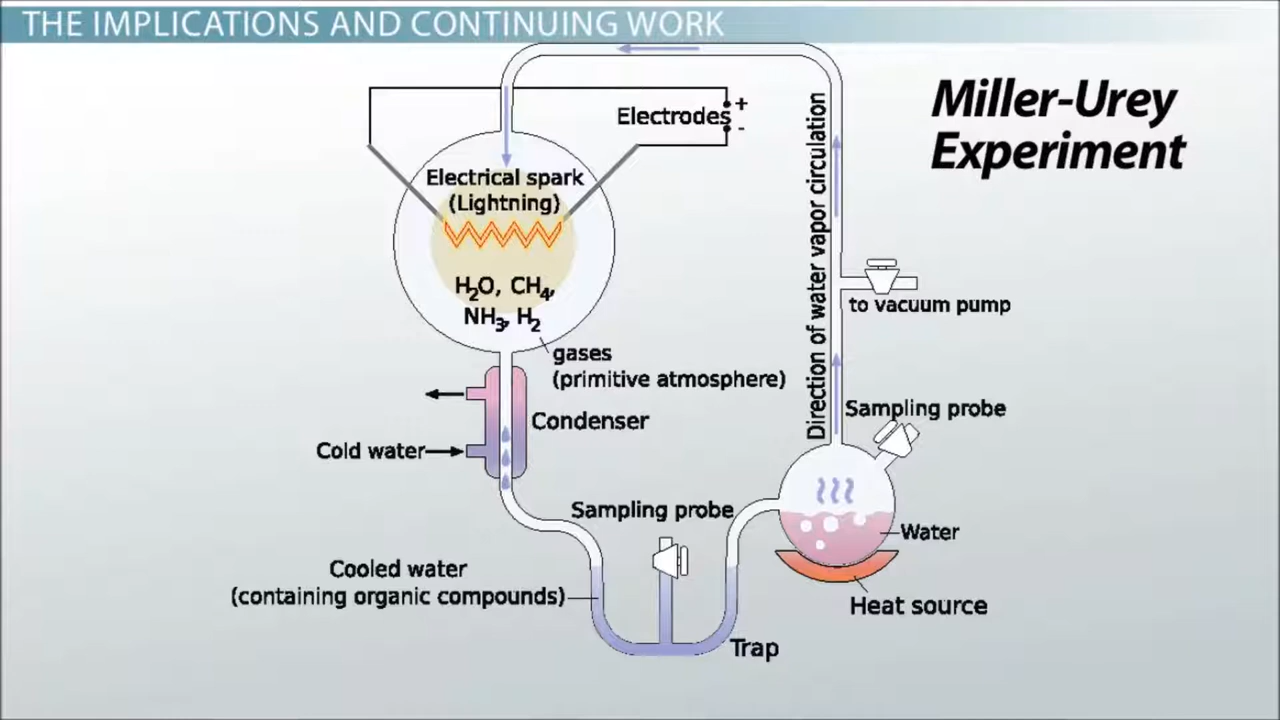 THE IMPLICATIONS AND CONTINUING WORK
Miller-Urey
Experiment
Electrodes
+
-
Electrical spark
(Lightning)
H₂O, CH₄,
NH₃, H₂
gases
(primitive atmosphere)
Direction of water vapor circulation
to vacuum pump
Condenser
Cold water
Sampling probe
Sampling probe
Water
Cooled water
(containing organic compounds)
Heat source
Trap